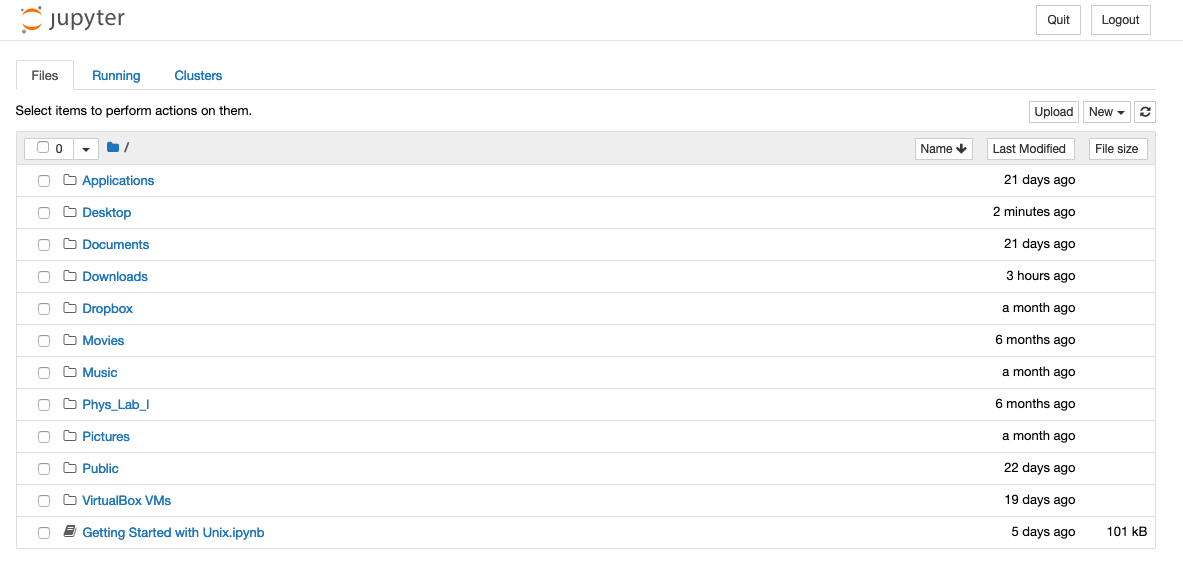 jupyter Quit Logout
Files Running Clusters
Select items to perform actions on them. Upload New
0 / Name Last Modified File size
Applications 21 days ago
Desktop 2 minutes ago
Documents 21 days ago
Downloads 3 hours ago
Dropbox a month ago
Movies 6 months ago
Music a month ago
Phys_Lab_I 6 months ago
Pictures a month ago
Public 22 days ago
VirtualBox VMs 19 days ago
Getting Started with Unix.ipynb 5 days ago 101 kB